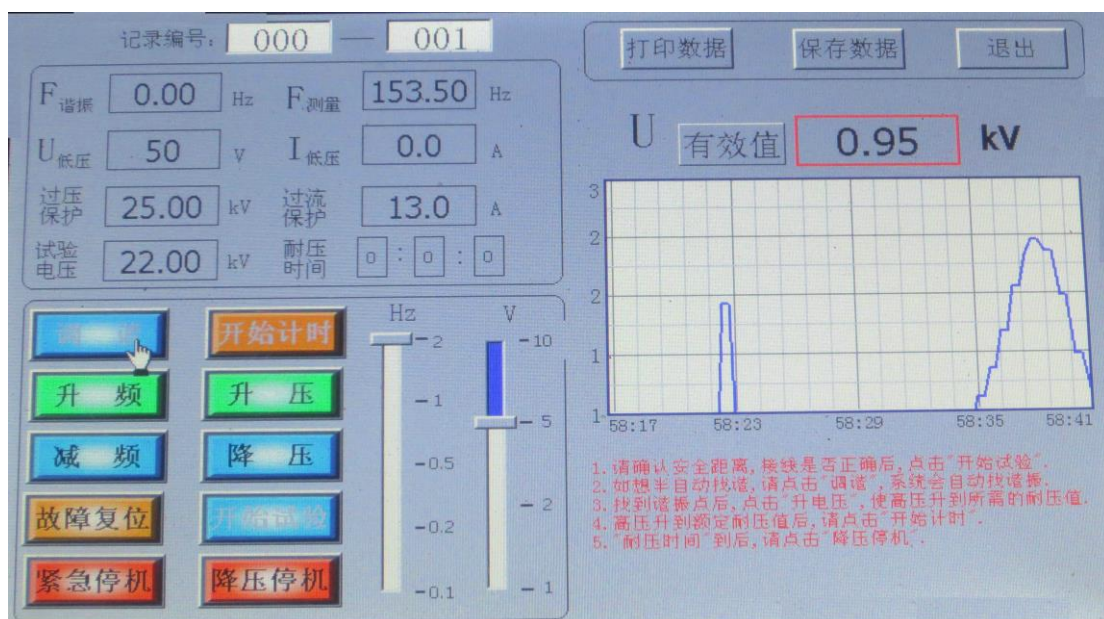 记录编号: 000 — 001
打印数据 保存数据 退出
F谐振 0.00 Hz F测量 153.50 Hz
U低压 50 V I低压 0.0 A
过压保护 25.00 kV 过流保护 13.0 A
试验电压 22.00 kV 耐压时间 0 : 0 : 0
U 有效值 0.95 kV
3
2
2
1
1
58:17 58:23 58:29 58:35 58:41
开始计时
升 频 升 压
减 频 降 压
故障复位 开始试验
紧急停机 降压停机
Hz V
2 10
1 5
0.5
0.2 2
0.1 1
1. 请确认安全距离,接线是否正确后,点击"开始试验".
2. 如想半自动找谐,请点击"调谐",系统会自动找谐振.
3. 找到谐振点后,点击"升电压",使高压升到所需的耐压值.
4. 高压升到额定耐压值后,请点击"开始计时".
5. "耐压时间"到后,请点击"降压停机".